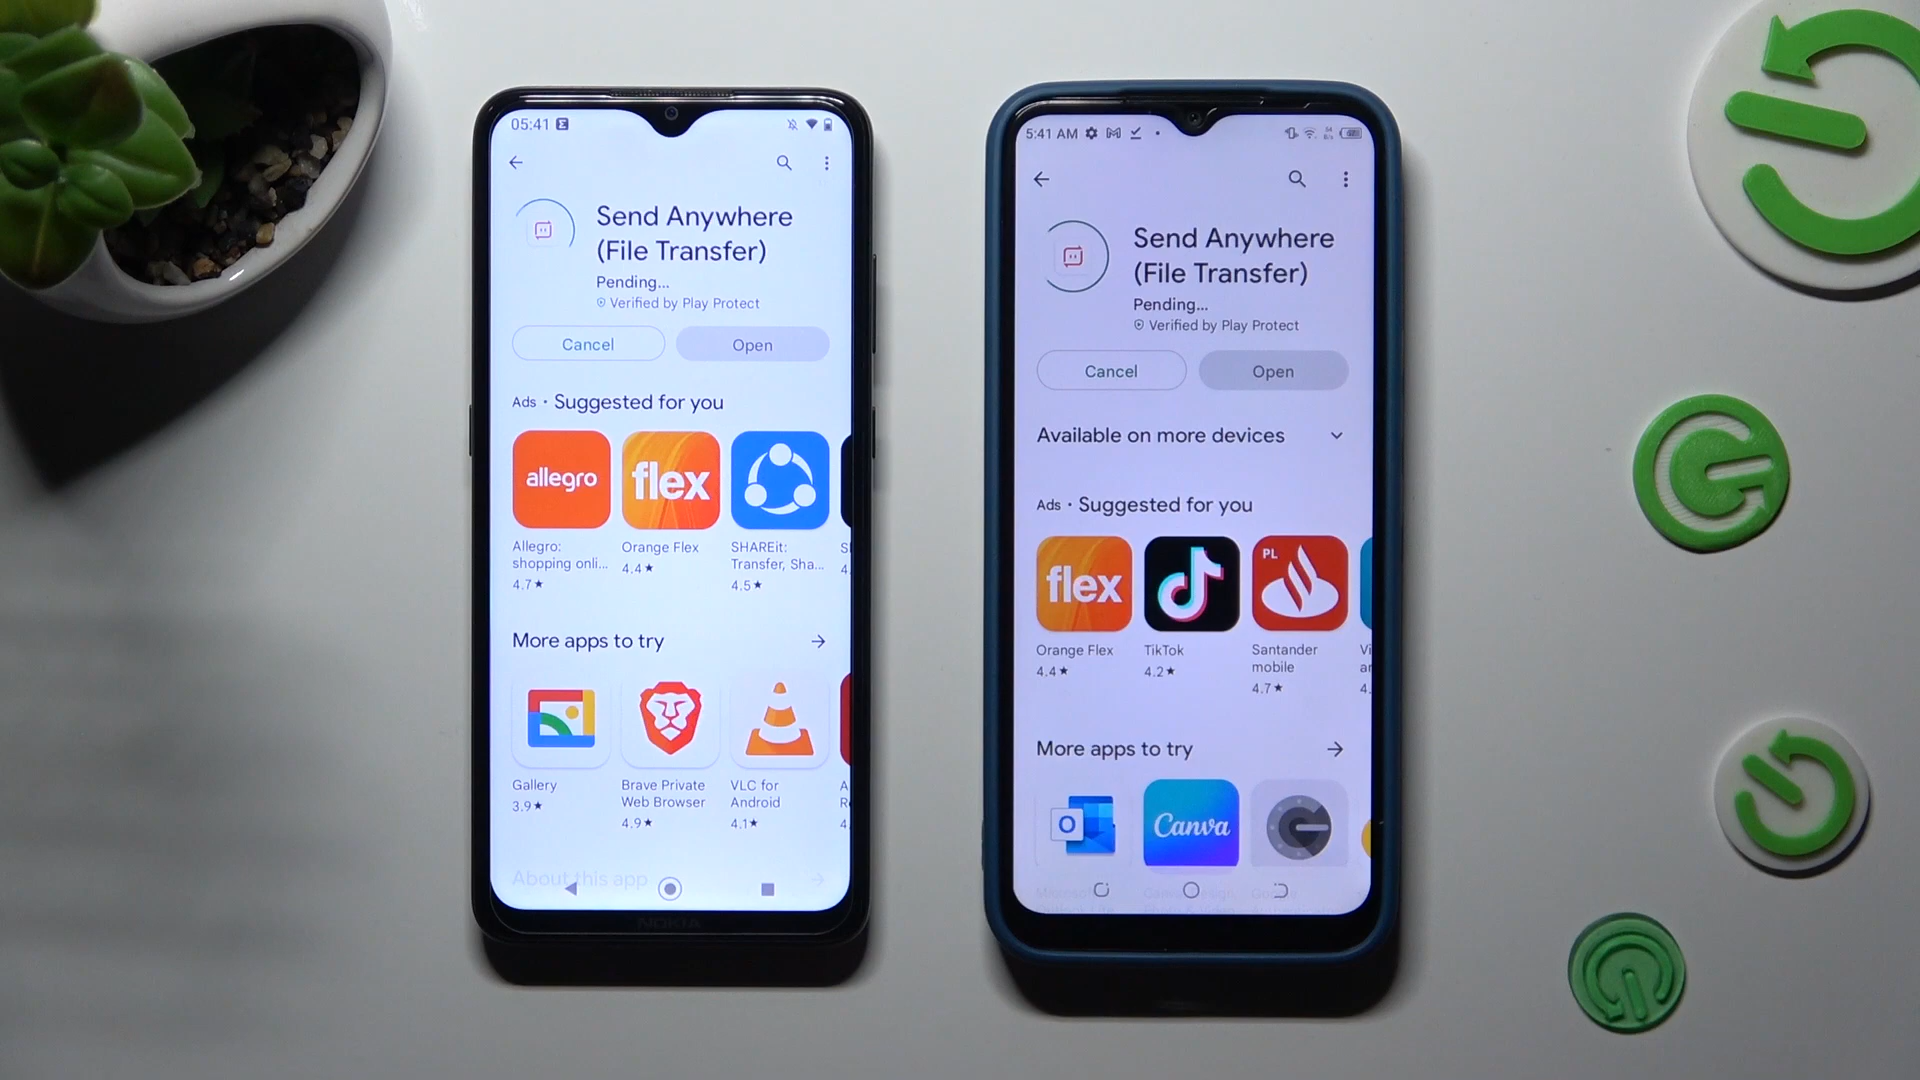 05:41
Send Anywhere
(File Transfer)
Pending...
Verified by Play Protect
Cancel
Open
Ads • Suggested for you
allegro
flex
Allegro:
shopping onli...
4.7★
Orange Flex
4.4★
SHAREit:
Transfer, Sha...
4.5★
More apps to try
Gallery
3.9★
Brave Private
Web Browser
4.9★
VLC for
Android
4.1★
About this app
NOKIA
5:41 AM
Send Anywhere
(File Transfer)
Pending...
Verified by Play Protect
Cancel
Open
Available on more devices
Ads • Suggested for you
flex
PL
Orange Flex
4.4★
TikTok
4.2★
Santander
mobile
4.7★
More apps to try
Canva